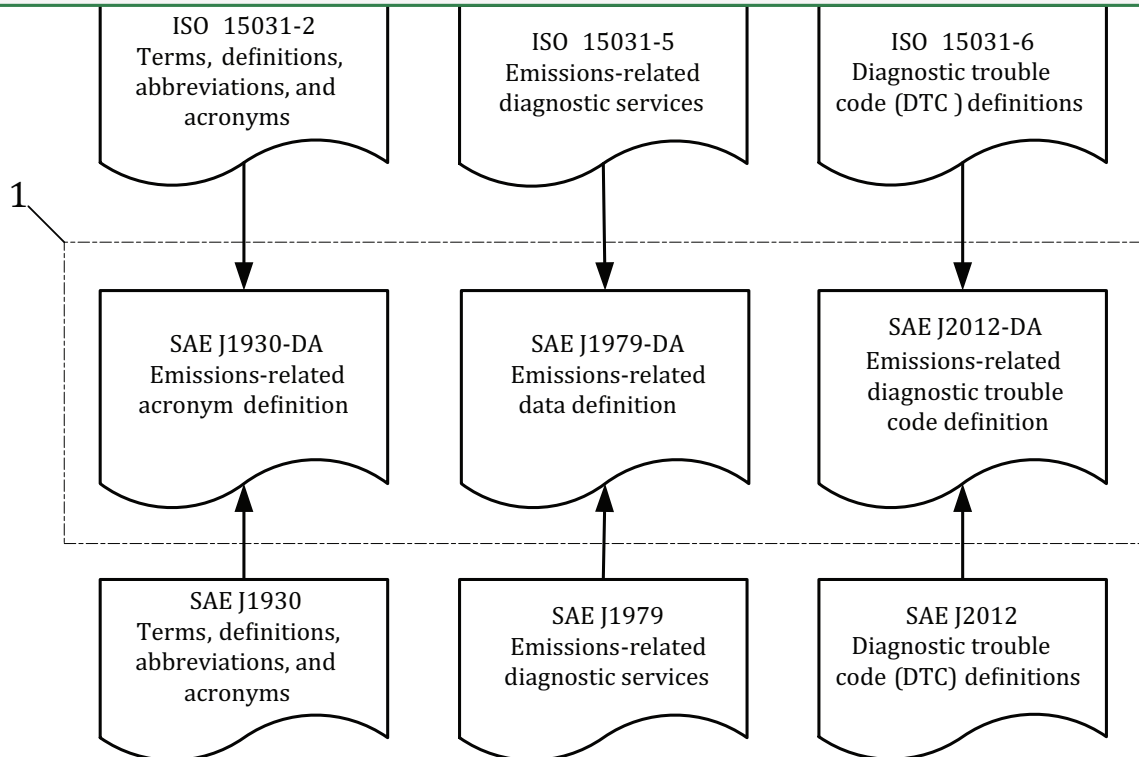 ISO 15031-2
Terms, definitions,
abbreviations, and
acronyms
ISO 15031-5
Emissions-related
diagnostic services
ISO 15031-6
Diagnostic trouble
code (DTC ) definitions
1
SAE J1930-DA
Emissions-related
acronym definition
SAE J1979-DA
Emissions-related
data definition
SAE J2012-DA
Emissions-related
diagnostic trouble
code definition
SAE J1930
Terms, definitions,
abbreviations, and
acronyms
SAE J1979
Emissions-related
diagnostic services
SAE J2012
Diagnostic trouble
code (DTC) definitions